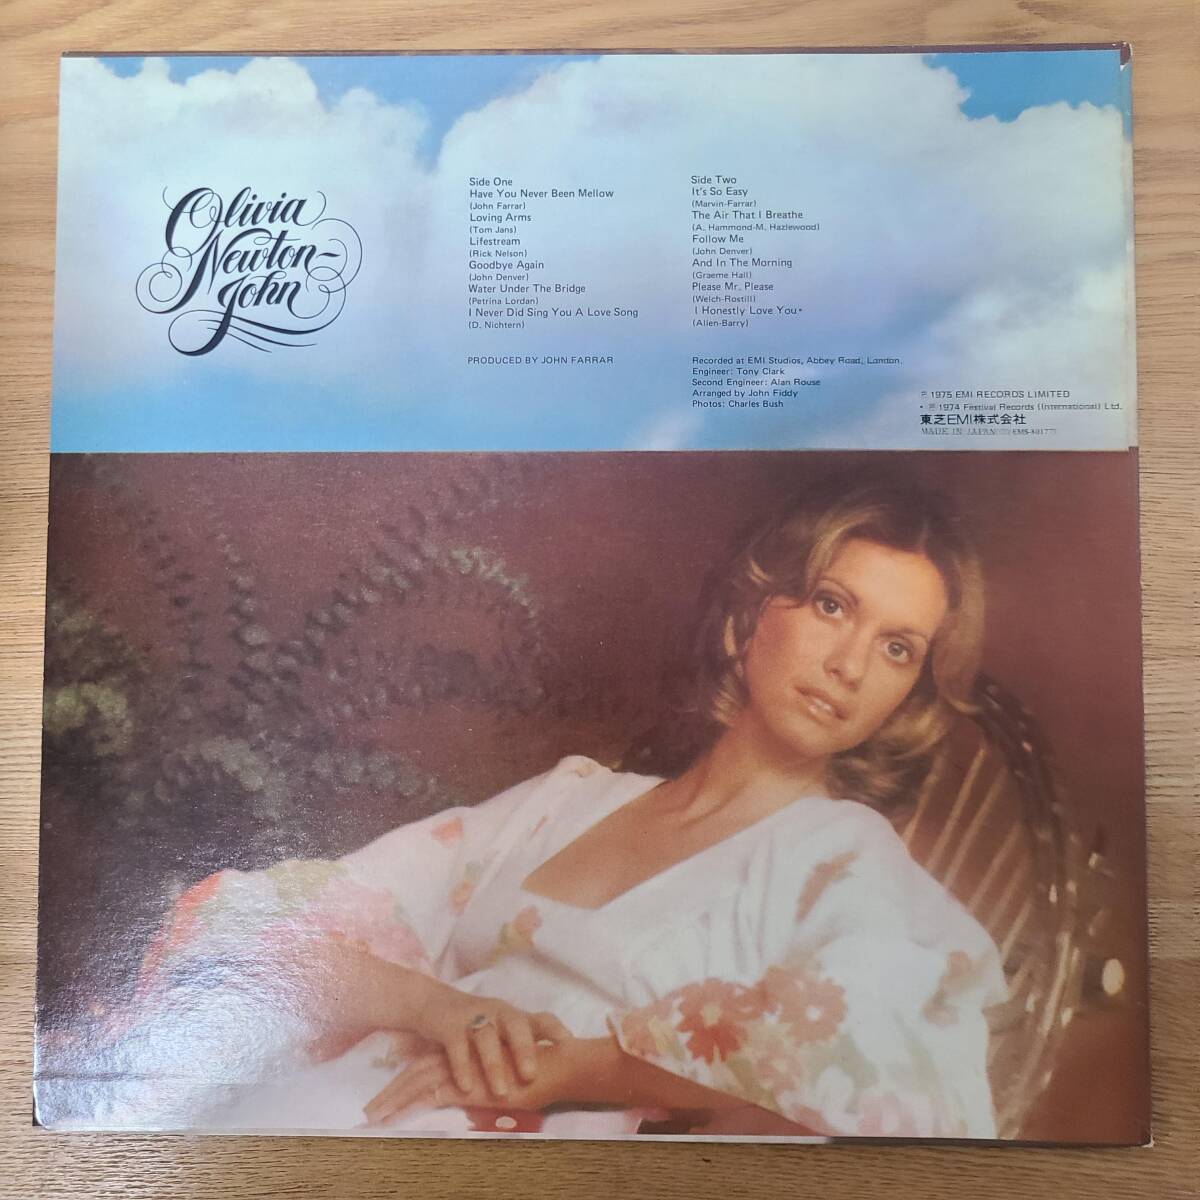 Olivia
Newton-
John
Side One
Have You Never Been Mellow
(John Farrar)
Loving Arms
(Tom Jans)
Lifestream
(Rick Nelson)
Goodbye Again
(John Denver)
Water Under The Bridge
(Petrina Lordan)
I Never Did Sing You A Love Song
(D. Nichtern)
PRODUCED BY JOHN FARRAR
Side Two
It's So Easy
(Marvin-Farrar)
The Air That I Breathe
(A. Hammond-M. Hazlewood)
Follow Me
(John Denver)
And In The Morning
(Graeme Hall)
Please Mr. Please
(Welch-Rostill)
I Honestly Love You•
(Allen-Barry)
Recorded at EMI Studios, Abbey Road, London.
Engineer: Tony Clark
Second Engineer: Alan Rouse
Arranged by John Fiddy
Photos: Charles Bush
℗ 1975 EMI RECORDS LIMITED
• ℗ 1974 Festival Records (International) Ltd.
東芝EMI株式会社
MADE IN JAPAN EMS-80177